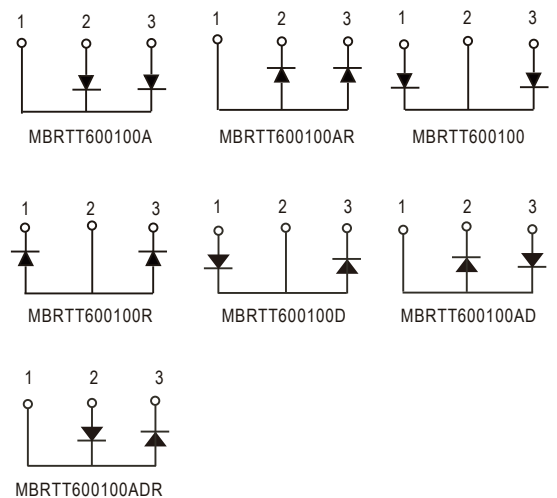 1 2 3 1 2 3 1 2 3
MBRTT600100A MBRTT600100AR MBRTT600100
1 2 3 1 2 3 1 2 3
MBRTT600100R MBRTT600100D MBRTT600100AD
1 2 3
MBRTT600100ADR